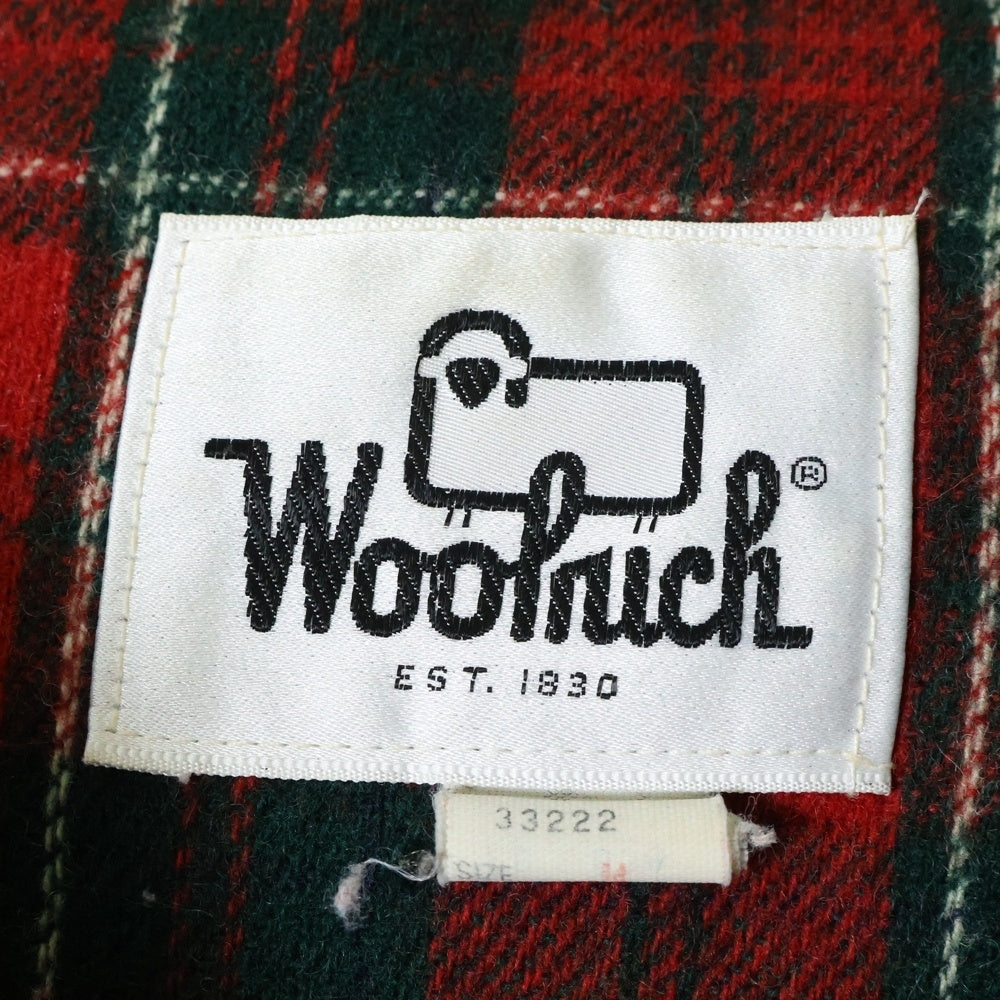 Woolrich®
EST. 1830
33222
SIZE M